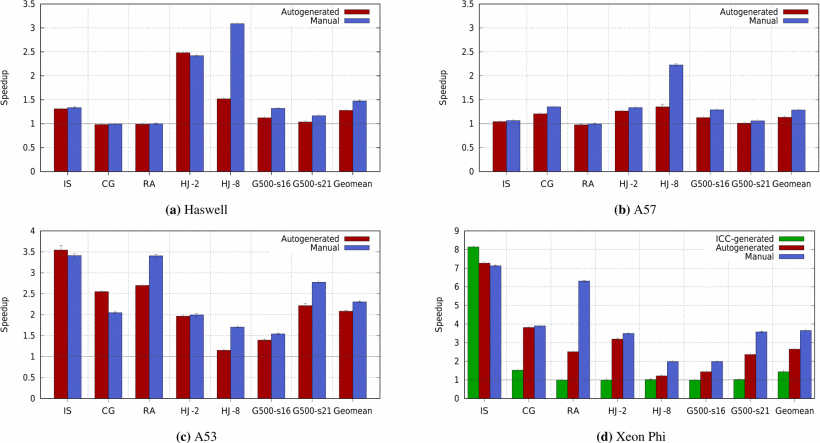 3.5
3
2.5
2
1.5
1
0.5
0
Speedup
Autogenerated
Manual
IS CG RA HJ-2 HJ-8 G500-s16 G500-s21 Geomean
(a) Haswell
3.5
3
2.5
2
1.5
1
0.5
0
Speedup
Autogenerated
Manual
IS CG RA HJ-2 HJ-8 G500-s16 G500-s21 Geomean
(b) A57
4
3.5
3
2.5
2
1.5
1
0.5
0
Speedup
Autogenerated
Manual
IS CG RA HJ-2 HJ-8 G500-s16 G500-s21 Geomean
(c) A53
9
8
7
6
5
4
3
2
1
0
Speedup
ICC-generated
Autogenerated
Manual
IS CG RA HJ-2 HJ-8 G500-s16 G500-s21 Geomean
(d) Xeon Phi